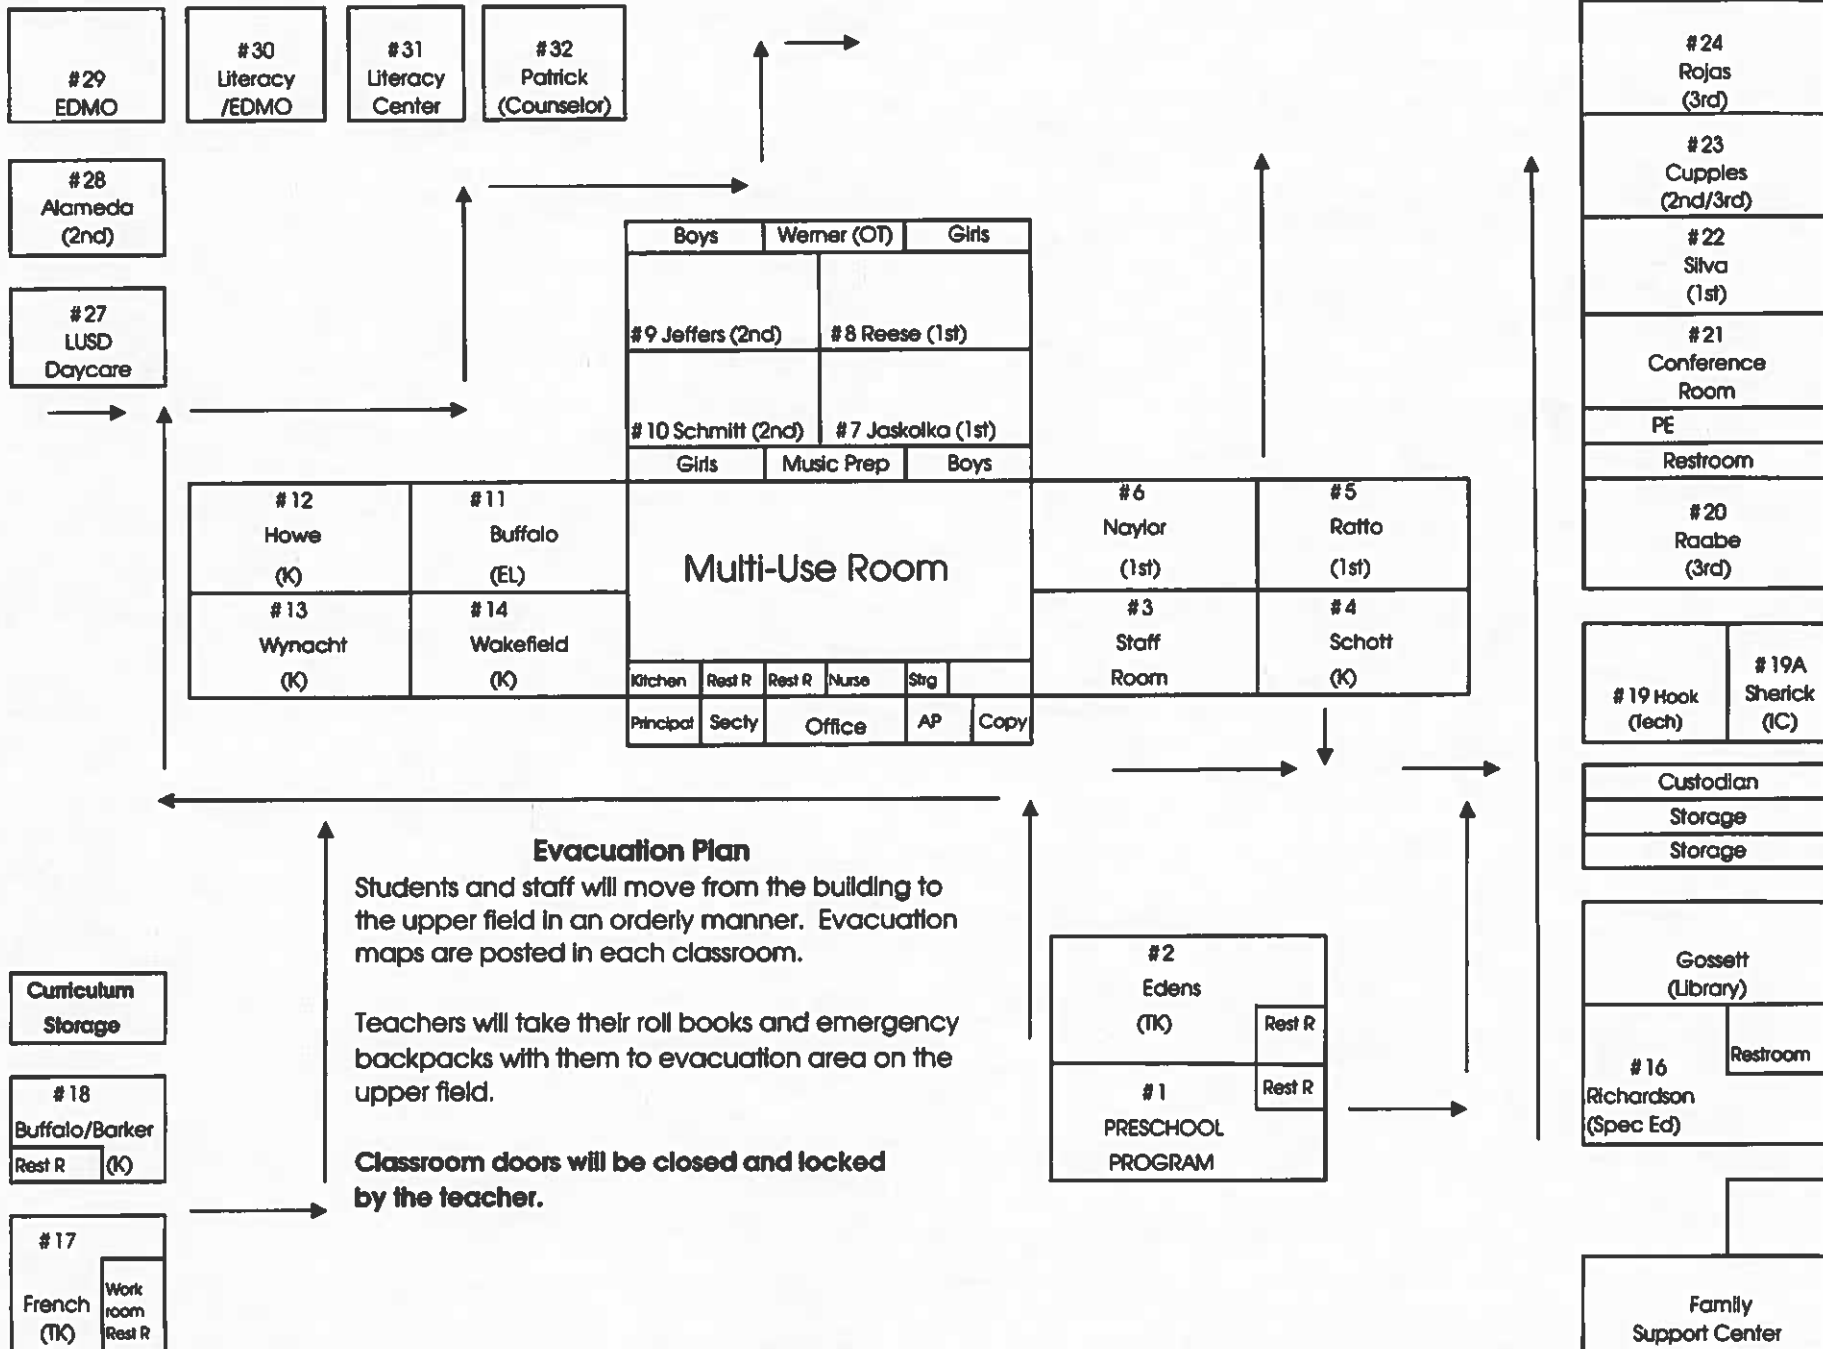 #29
EDMO
#30
Literacy
/EDMO
#31
Literacy
Center
#32
Patrick
(Counselor)
#28
Alameda
(2nd)
#27
LUSD
Daycare
Boys
Werner (OT)
Girls
#9 Jeffers (2nd)
#8 Reese (1st)
#10 Schmitt (2nd)
#7 Jaskolka (1st)
Girls
Music Prep
Boys
#12
Howe
(K)
#11
Buffalo
(EL)
#13
Wynacht
(K)
#14
Wakefield
(K)
Multi-Use Room
Kitchen
Rest R
Rest R
Nurse
Strg
Principal
Secty
Office
AP
Copy
#6
Naylor
(1st)
#5
Ratto
(1st)
#3
Staff
Room
#4
Schott
(K)
#24
Rojas
(3rd)
#23
Cupples
(2nd/3rd)
#22
Silva
(1st)
#21
Conference
Room
PE
Restroom
#20
Raabe
(3rd)
#19 Hook
(Tech)
#19A
Sherick
(IC)
Custodian
Storage
Storage
Gossett
(Library)
#16
Richardson
(Spec Ed)
Restroom
Family
Support Center
Evacuation Plan
Students and staff will move from the building to
the upper field in an orderly manner. Evacuation
maps are posted in each classroom.
Teachers will take their roll books and emergency
backpacks with them to evacuation area on the
upper field.
Classroom doors will be closed and locked
by the teacher.
#2
Edens
(TK)
Rest R
#1
PRESCHOOL
PROGRAM
Rest R
Curriculum
Storage
#18
Buffalo/Barker
Rest R
(K)
#17
French
(TK)
Work
room
Rest R